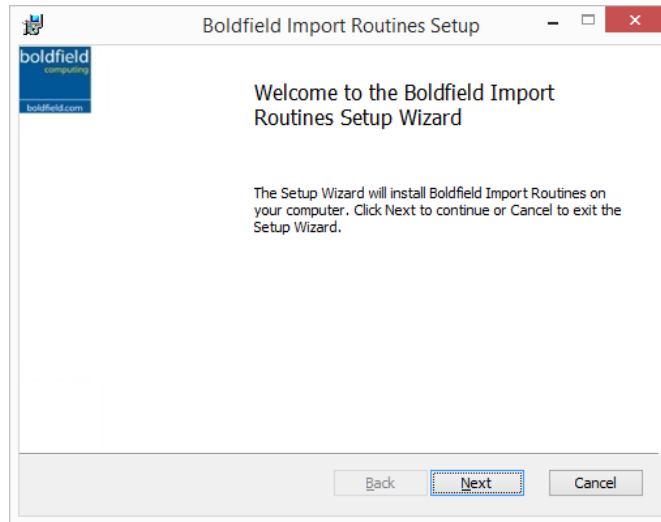 Boldfield Import Routines Setup
boldfield
computing
boldfield.com
Welcome to the Boldfield Import
Routines Setup Wizard
The Setup Wizard will install Boldfield Import Routines on
your computer. Click Next to continue or Cancel to exit the
Setup Wizard.
Back Next Cancel